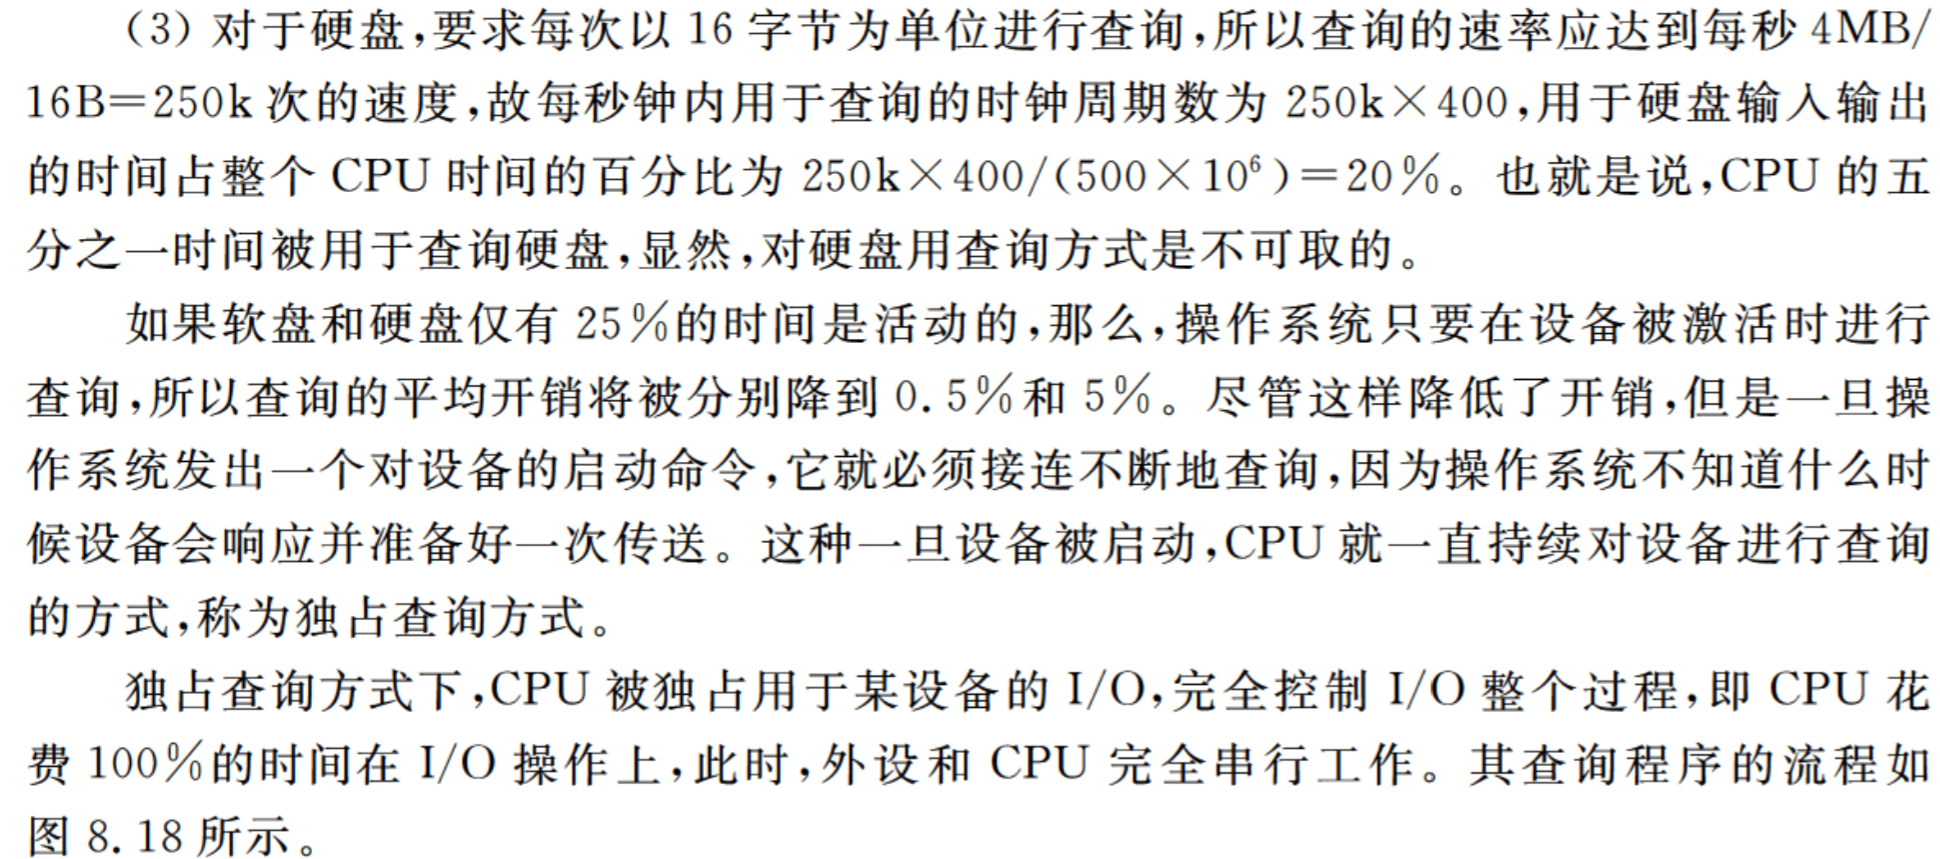 （3）对于硬盘，要求每次以 16 字节为单位进行查询，所以查询的速率应达到每秒 4MB/
16B＝250k 次的速度，故每秒钟内用于查询的时钟周期数为 250k×400，用于硬盘输入输出
的时间占整个 CPU 时间的百分比为 250k×400/(500×10⁶)＝20％。也就是说，CPU 的五
分之一时间被用于查询硬盘，显然，对硬盘用查询方式是不可取的。
如果软盘和硬盘仅有 25％的时间是活动的，那么，操作系统只要在设备被激活时进行
查询，所以查询的平均开销将被分别降到 0.5％和 5％。尽管这样降低了开销，但是一旦操
作系统发出一个对设备的启动命令，它就必须接连不断地查询，因为操作系统不知道什么时
候设备会响应并准备好一次传送。这种一旦设备被启动，CPU 就一直持续对设备进行查询
的方式，称为独占查询方式。
独占查询方式下，CPU 被独占用于某设备的 I/O，完全控制 I/O 整个过程，即 CPU 花
费 100％的时间在 I/O 操作上，此时，外设和 CPU 完全串行工作。其查询程序的流程如
图 8.18 所示。